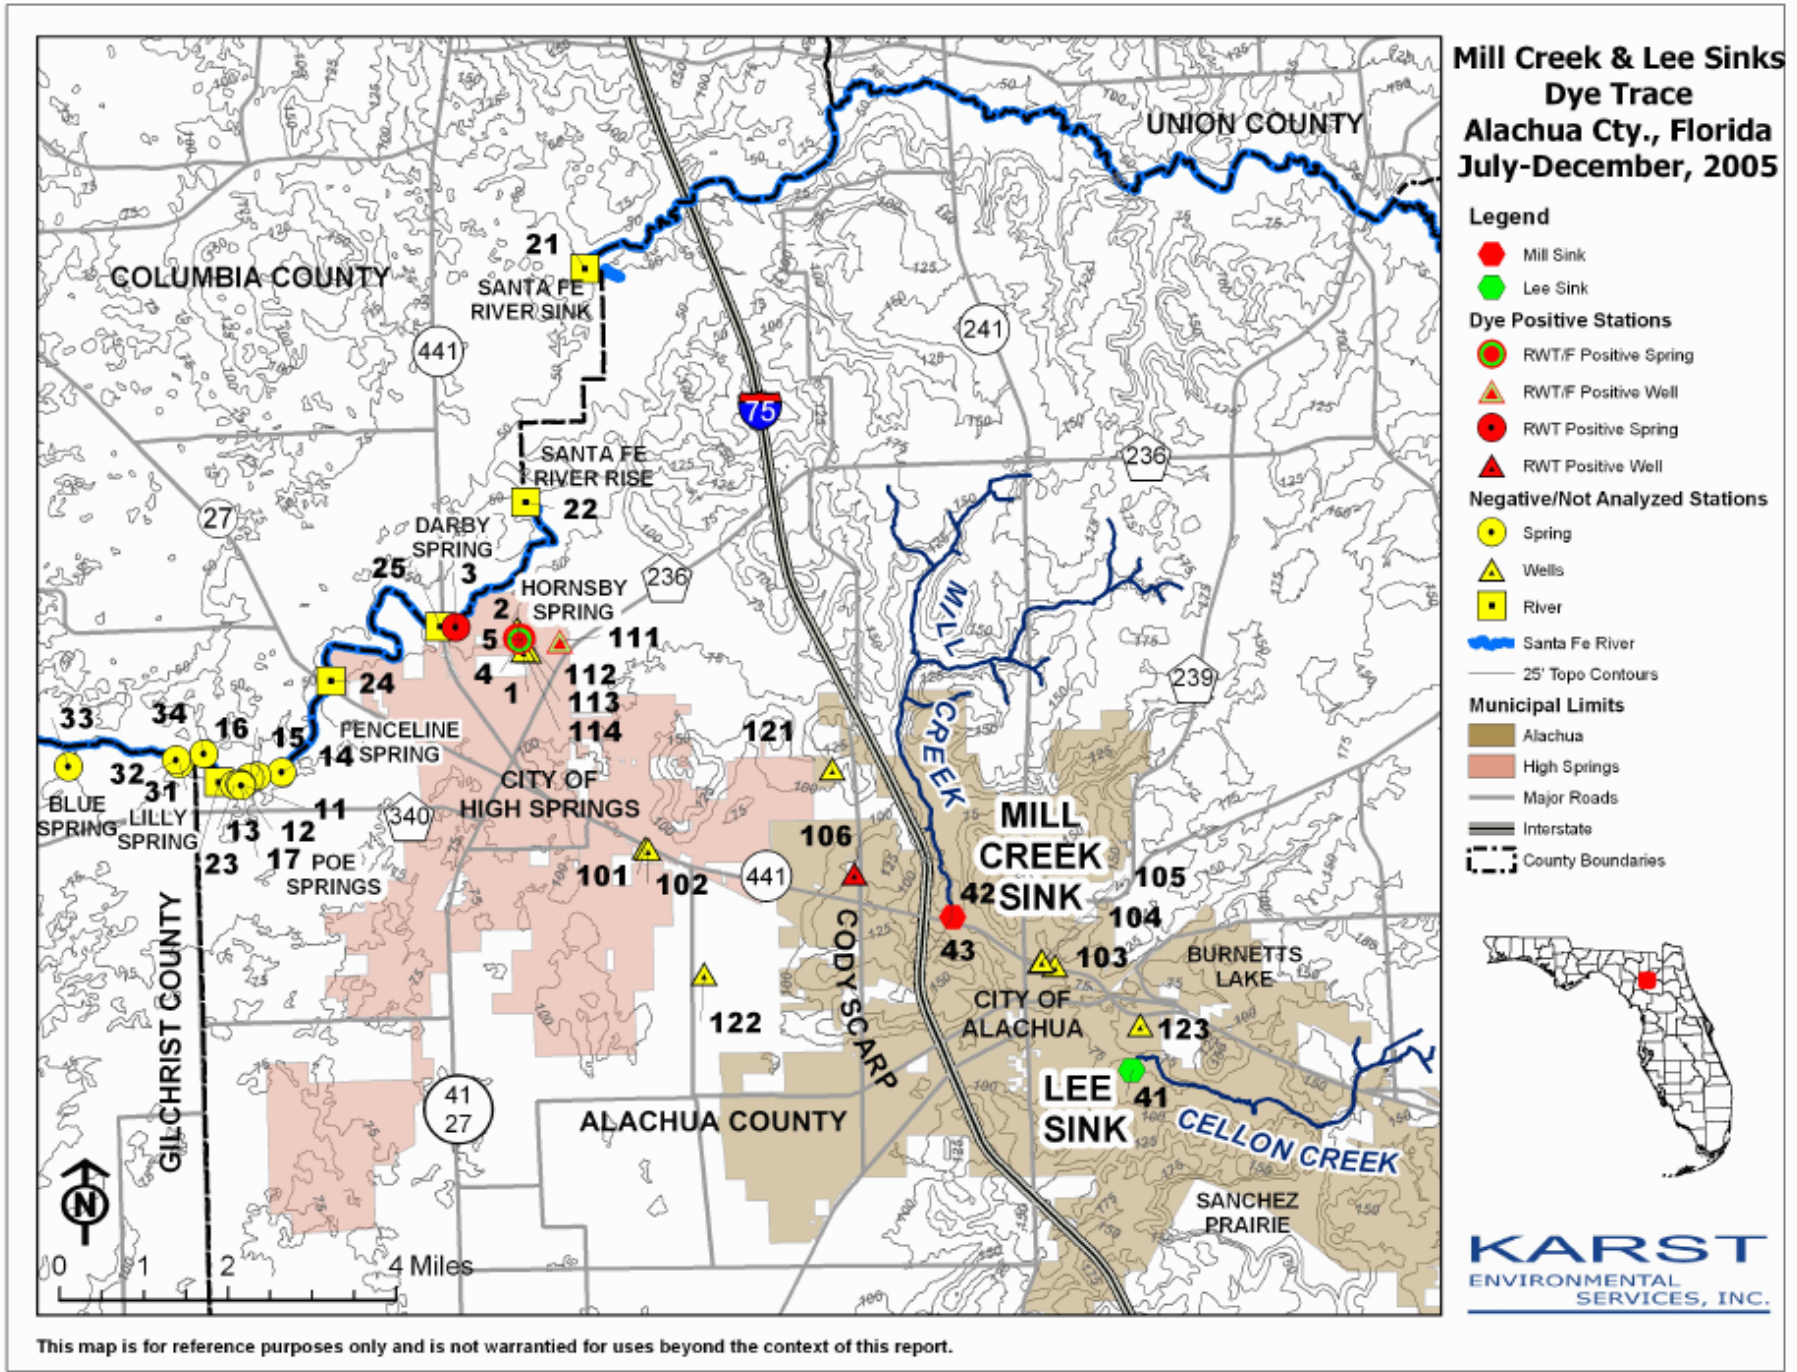 Mill Creek & Lee Sinks
Dye Trace
Alachua Cty., Florida
July-December, 2005
Legend
Mill Sink
Lee Sink
Dye Positive Stations
RWT/F Positive Spring
RWT/F Positive Well
RWT Positive Spring
RWT Positive Well
Negative/Not Analyzed Stations
Spring
Wells
River
Santa Fe River
25' Topo Contours
Municipal Limits
Alachua
High Springs
Major Roads
Interstate
County Boundaries
UNION COUNTY
COLUMBIA COUNTY
21
SANTA FE
RIVER SINK
441
241
75
236
SANTA FE
RIVER RISE
22
27
DARBY
SPRING
25
3
HORNSBY
SPRING
236
2
5
4
1
111
112
113
114
MILL
CREEK
239
24
FENCELINE
SPRING
33
34
16
15
14
32
31
11
BLUE
SPRING
LILLY
SPRING
13
12
23
17
POE
SPRINGS
340
CITY OF
HIGH SPRINGS
121
101
102
441
106
MILL
CREEK
SINK
42
43
105
104
103
BURNETTS
LAKE
CITY OF
ALACHUA
123
122
CODY SCARP
GILCHRIST COUNTY
41
27
ALACHUA COUNTY
LEE
SINK
41
CELLON CREEK
SANCHEZ
PRAIRIE
N
0 1 2 4 Miles
KARST
ENVIRONMENTAL
SERVICES, INC.
This map is for reference purposes only and is not warrantied for uses beyond the context of this report.